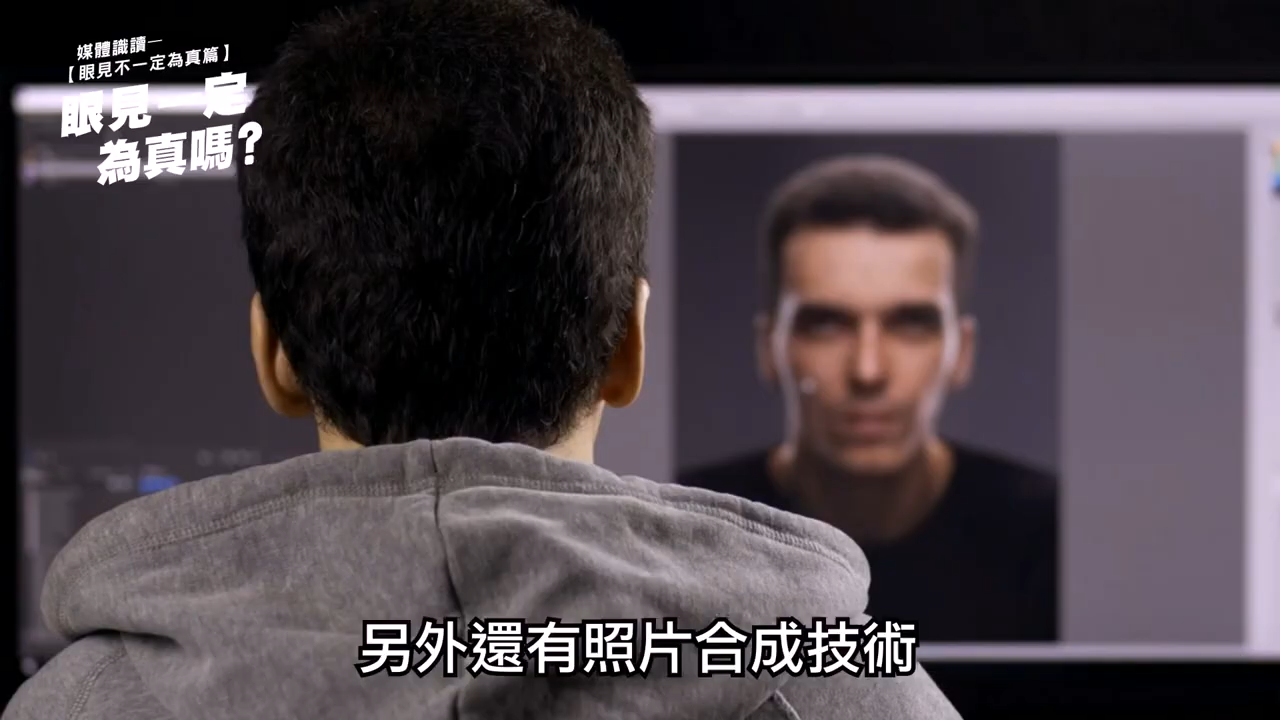 媒體識讀—
【眼見不一定為真篇】
眼見一定
為真嗎?
另外還有照片合成技術